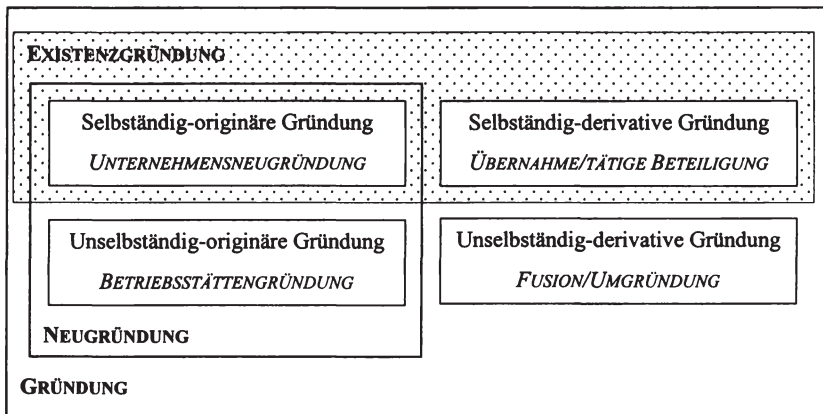 EXISTENZGRÜNDUNG
Selbständig-originäre Gründung
UNTERNEHMENSNEUGRÜNDUNG
Selbständig-derivative Gründung
ÜBERNAHME/TÄTIGE BETEILIGUNG
Unselbständig-originäre Gründung
BETRIEBSSTÄTTENGRÜNDUNG
Unselbständig-derivative Gründung
FUSION/UMGRÜNDUNG
NEUGRÜNDUNG
GRÜNDUNG